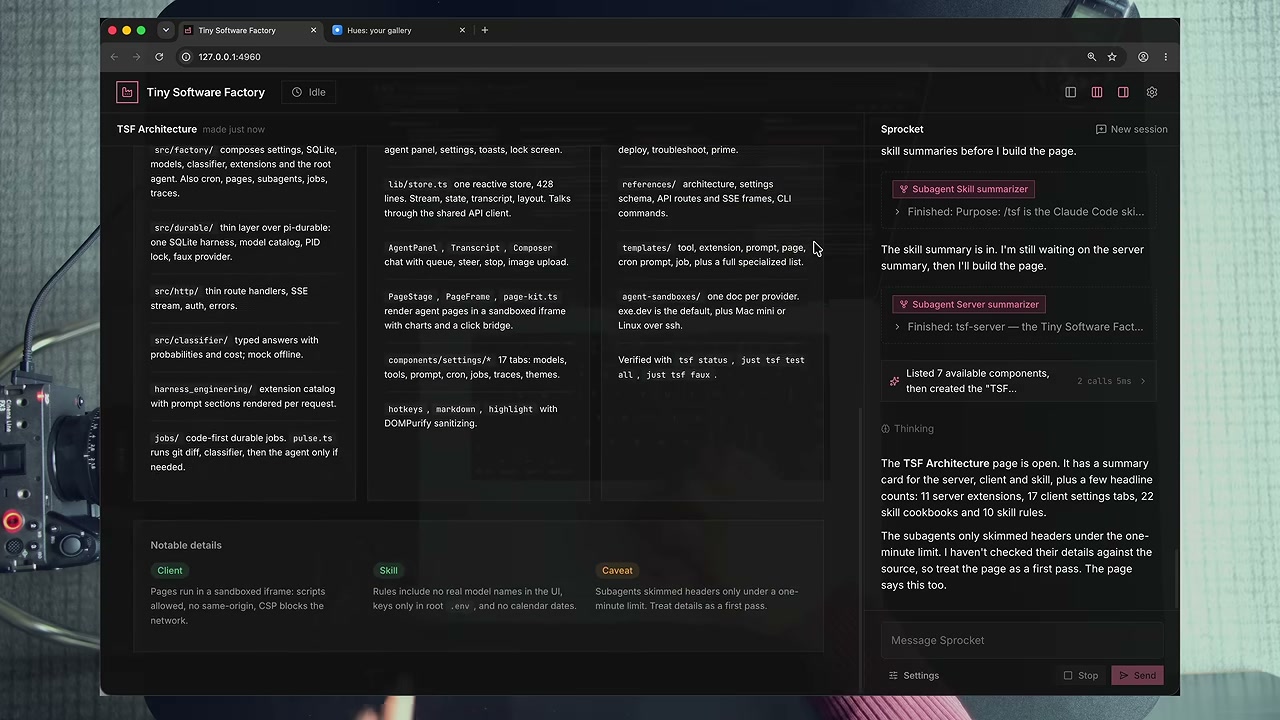 Tiny Software Factory
Hues: your gallery
127.0.0.1:4960
Tiny Software Factory
Idle
TSF Architecture made just now
src/factory/ composes settings, SQLite,
models, classifier, extensions and the root
agent. Also cron, pages, subagents, jobs,
traces.
src/durable/ thin layer over pi-durable:
one SQLite harness, model catalog, PID
lock, faux provider.
src/http/ thin route handlers, SSE
stream, auth, errors.
src/classifier/ typed answers with
probabilities and cost; mock offline.
harness_engineering/ extension catalog
with prompt sections rendered per request.
jobs/ code-first durable jobs. pulse.ts
runs git diff, classifier, then the agent only if
needed.
agent panel, settings, toasts, lock screen.
lib/store.ts one reactive store, 428
lines. Stream, state, transcript, layout. Talks
through the shared API client.
AgentPanel, Transcript, Composer
chat with queue, steer, stop, image upload.
PageStage, PageFrame, page-kit.ts
render agent pages in a sandboxed iframe
with charts and a click bridge.
components/settings/* 17 tabs: models,
tools, prompt, cron, jobs, traces, themes.
hotkeys, markdown, highlight with
DOMPurify sanitizing.
deploy, troubleshoot, prime.
references/ architecture, settings
schema, API routes and SSE frames, CLI
commands.
templates/ tool, extension, prompt, page,
cron prompt, job, plus a full specialized list.
agent-sandboxes/ one doc per provider.
exe.dev is the default, plus Mac mini or
Linux over ssh.
Verified with tsf status, just tsf test
all, just tsf faux.
Notable details
Client
Pages run in a sandboxed iframe: scripts
allowed, no same-origin, CSP blocks the
network.
Skill
Rules include no real model names in the UI,
keys only in root .env, and no calendar dates.
Caveat
Subagents skimmed headers only under a one-
minute limit. Treat details as a first pass.
Sprocket
New session
skill summaries before I build the page.
Subagent Skill summarizer
Finished: Purpose: /tsf is the Claude Code ski...
The skill summary is in. I'm still waiting on the server
summary, then I'll build the page.
Subagent Server summarizer
Finished: tsf-server — the Tiny Software Fact...
Listed 7 available components,
then created the "TSF...
2 calls 5ms
Thinking
The TSF Architecture page is open. It has a summary
card for the server, client and skill, plus a few headline
counts: 11 server extensions, 17 client settings tabs, 22
skill cookbooks and 10 skill rules.
The subagents only skimmed headers under the one-
minute limit. I haven't checked their details against the
source, so treat the page as a first pass. The page
says this too.
Message Sprocket
Settings
Stop
Send